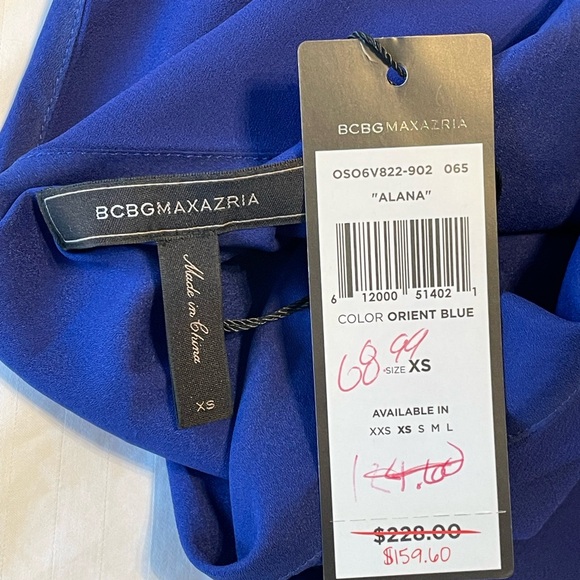 BCBGMAXAZRIA
Made in China
XS
BCBGMAXAZRIA
OSO6V822-902 065
"ALANA"
6 12000 51402 1
COLOR ORIENT BLUE
68.99
SIZE XS
AVAILABLE IN
XXS XS S M L
$228.00
$159.60